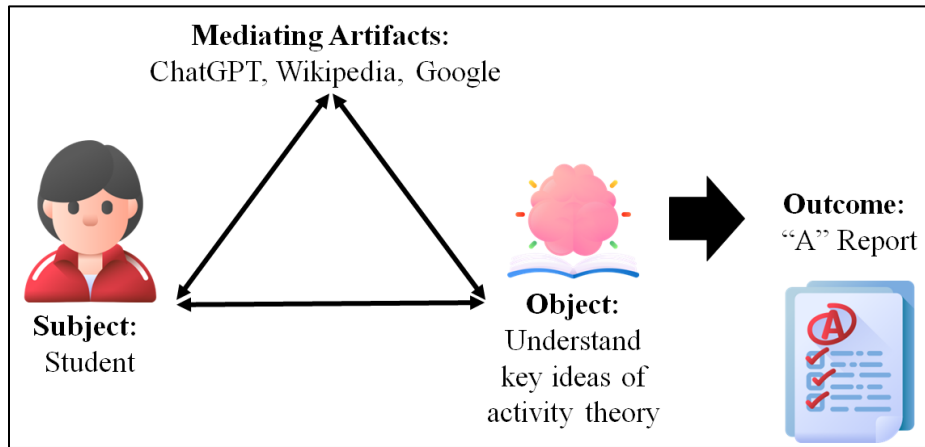 Mediating Artifacts:
ChatGPT, Wikipedia, Google
Subject:
Student
Object:
Understand
key ideas of
activity theory
Outcome:
“A” Report
A